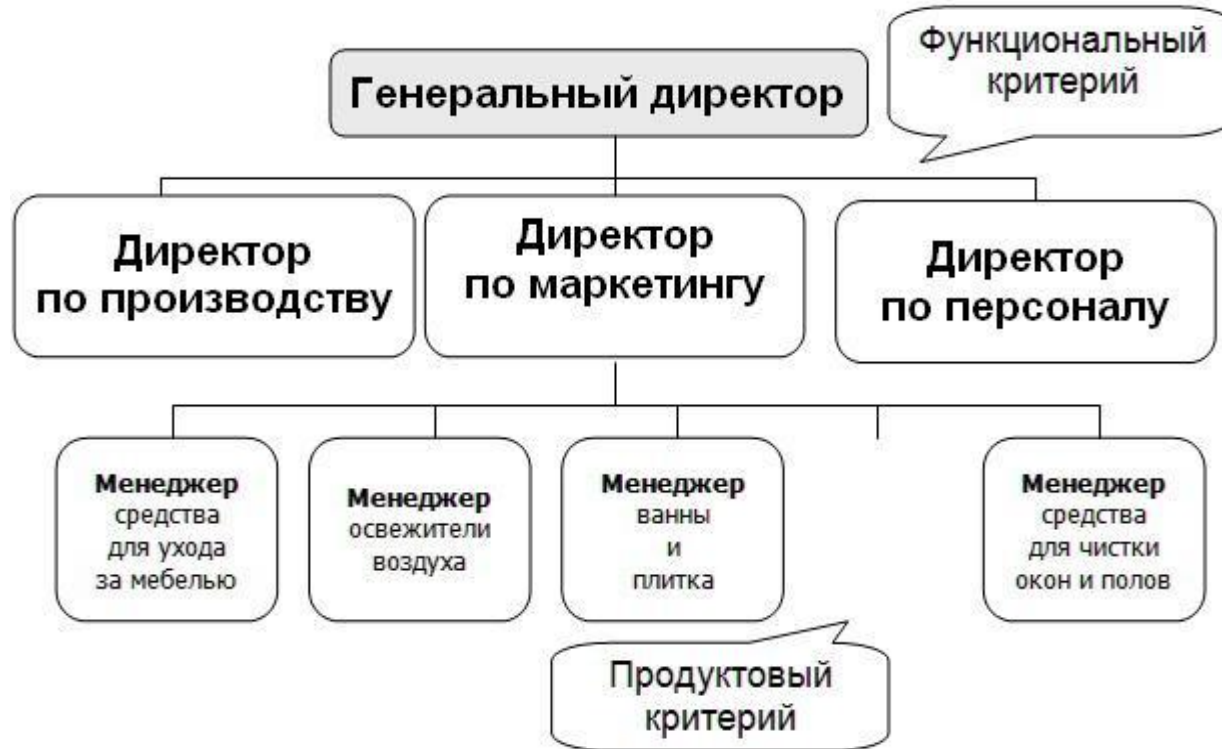 Функциональный
критерий
Генеральный директор
Директор
по производству
Директор
по маркетингу
Директор
по персоналу
Менеджер
средства
для ухода
за мебелью
Менеджер
освежители
воздуха
Менеджер
ванны
и
плитка
Менеджер
средства
для чистки
окон и полов
Продуктовый
критерий